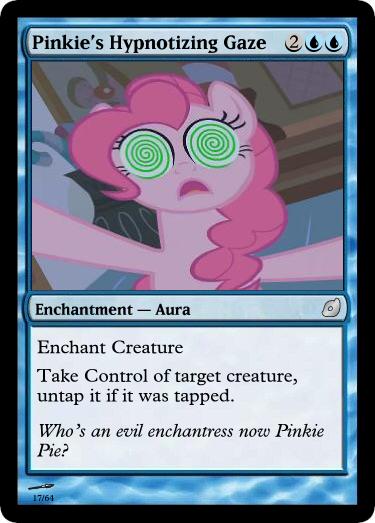 Pinkie's Hypnotizing Gaze 2
Enchantment — Aura
Enchant Creature
Take Control of target creature,
untap it if it was tapped.
Who's an evil enchantress now Pinkie
Pie?
17/64